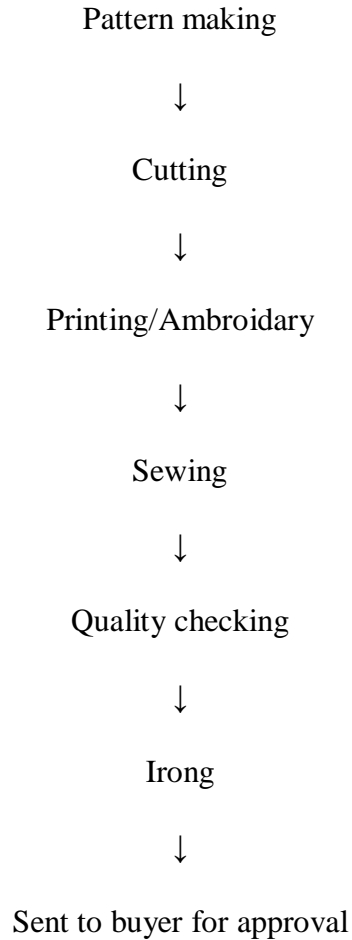 Pattern making
↓
Cutting
↓
Printing/Ambroidary
↓
Sewing
↓
Quality checking
↓
Irong
↓
Sent to buyer for approval